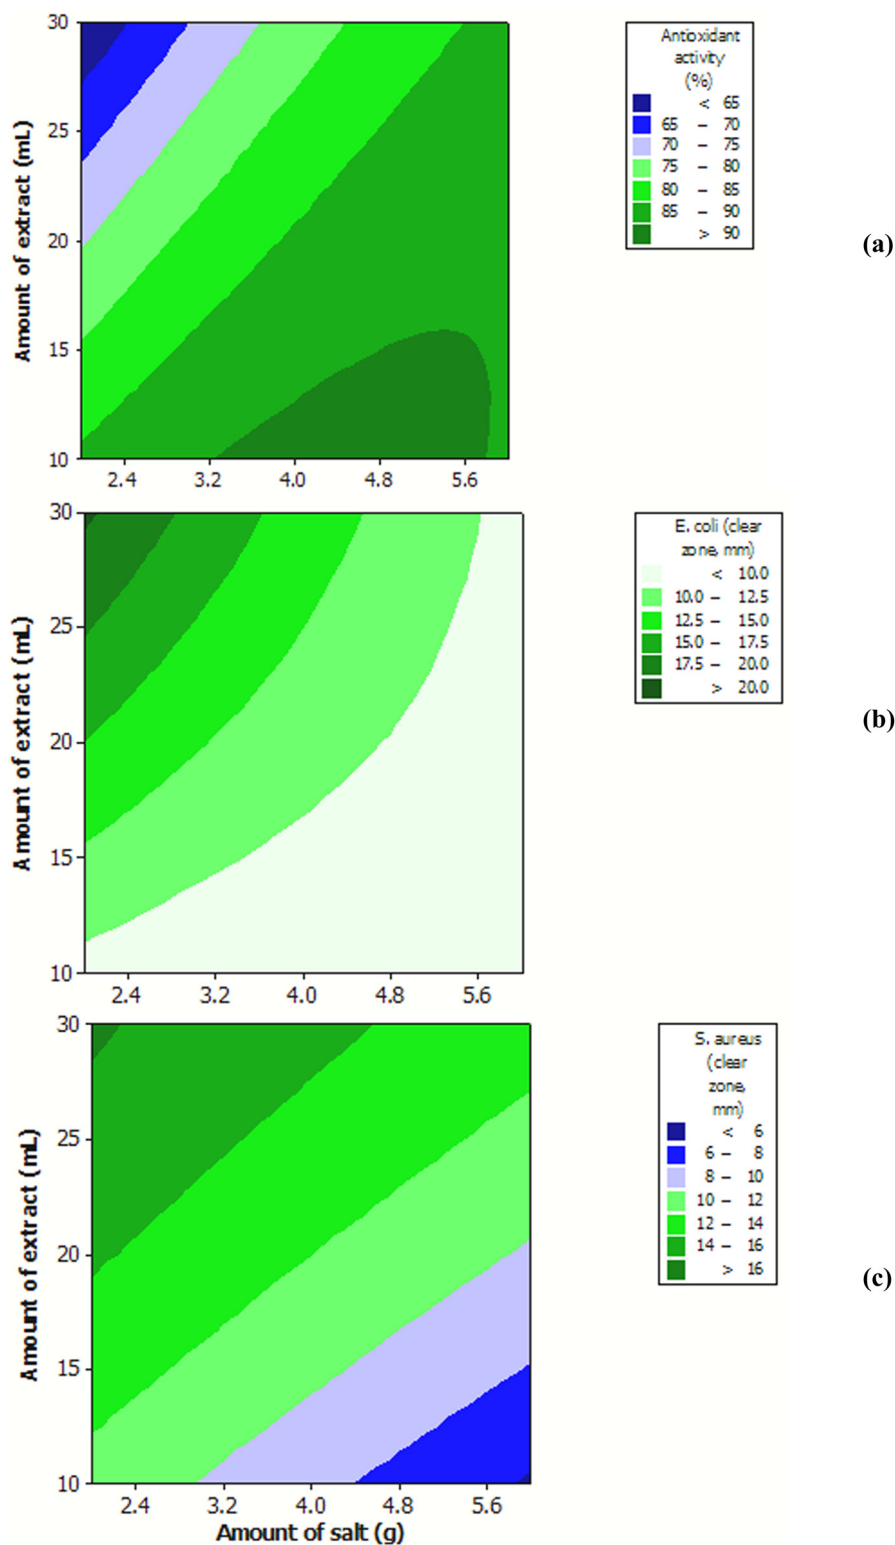 30
25
20
15
10
Amount of extract (mL)
2.4 3.2 4.0 4.8 5.6
Antioxidant
activity
(%)
< 65
65 – 70
70 – 75
75 – 80
80 – 85
85 – 90
> 90
(a)
30
25
20
15
10
Amount of extract (mL)
2.4 3.2 4.0 4.8 5.6
E. coli (clear
zone, mm)
< 10.0
10.0 – 12.5
12.5 – 15.0
15.0 – 17.5
17.5 – 20.0
> 20.0
(b)
30
25
20
15
10
Amount of extract (mL)
2.4 3.2 4.0 4.8 5.6
Amount of salt (g)
S. aureus
(clear
zone,
mm)
< 6
6 – 8
8 – 10
10 – 12
12 – 14
14 – 16
> 16
(c)